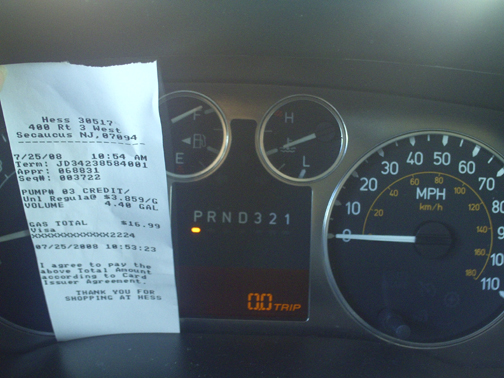 Hess 30517
400 Rt 3 West
Secaucus NJ,07094
7/25/08 10:54 AM
Term: JD34238584001
Appr: 068831
Seq#: 003722
PUMP# 03 CREDIT/
Unl Regula@ $3.859/G
VOLUME 4.40 GAL
GAS TOTAL $16.99
Visa
XXXXXXXXXXXX2224
07/25/2008 10:53:23
I agree to pay the
above Total Amount
according to Card
Issuer Agreement.
THANK YOU FOR
SHOPPING AT HESS
F
E
H
L
PRND321
0.0 TRIP
0
10
20
30
40
50
60
70
80
90
100
110
MPH
km/h
20
40
60
80
100
120
140
160
180